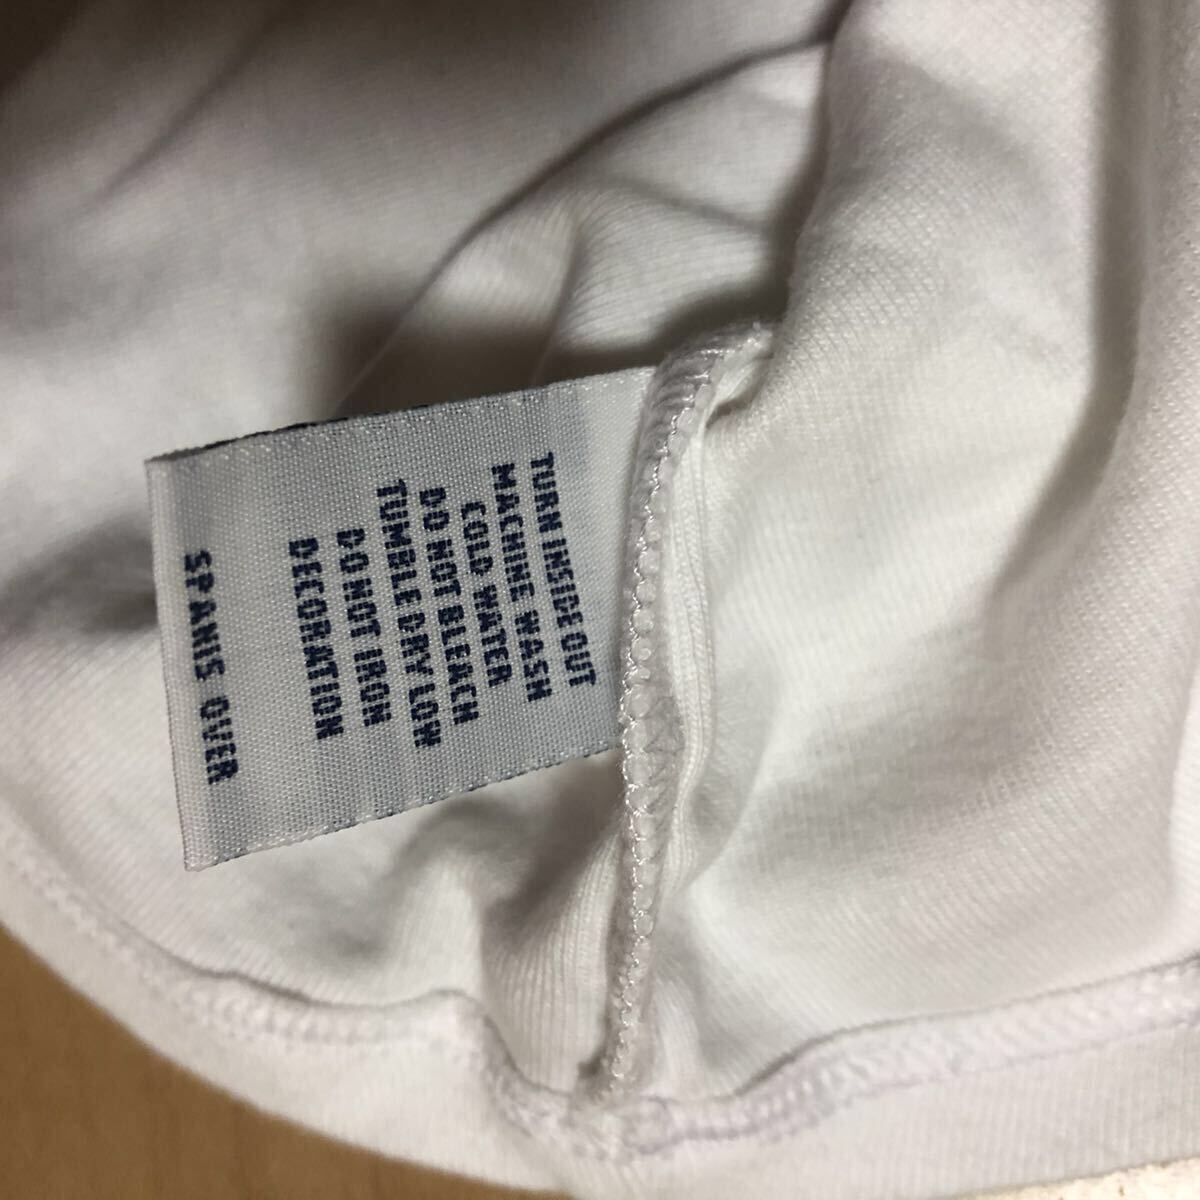 TURN INSIDE OUT
MACHINE WASH
COLD WATER
DO NOT BLEACH
TUMBLE DRY LOW
DO NOT IRON
DECORATION
SPANIS OVER